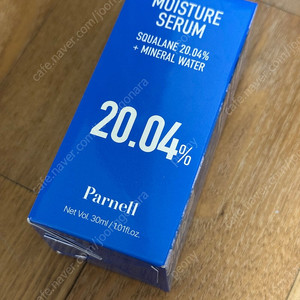 MOISTURE
SERUM
SQUALANE 20.04%
+ MINERAL WATER
20.04%
Parnell
Net Vol. 30ml / 1.01fl.oz.
cafe.naver.com/joonggonara